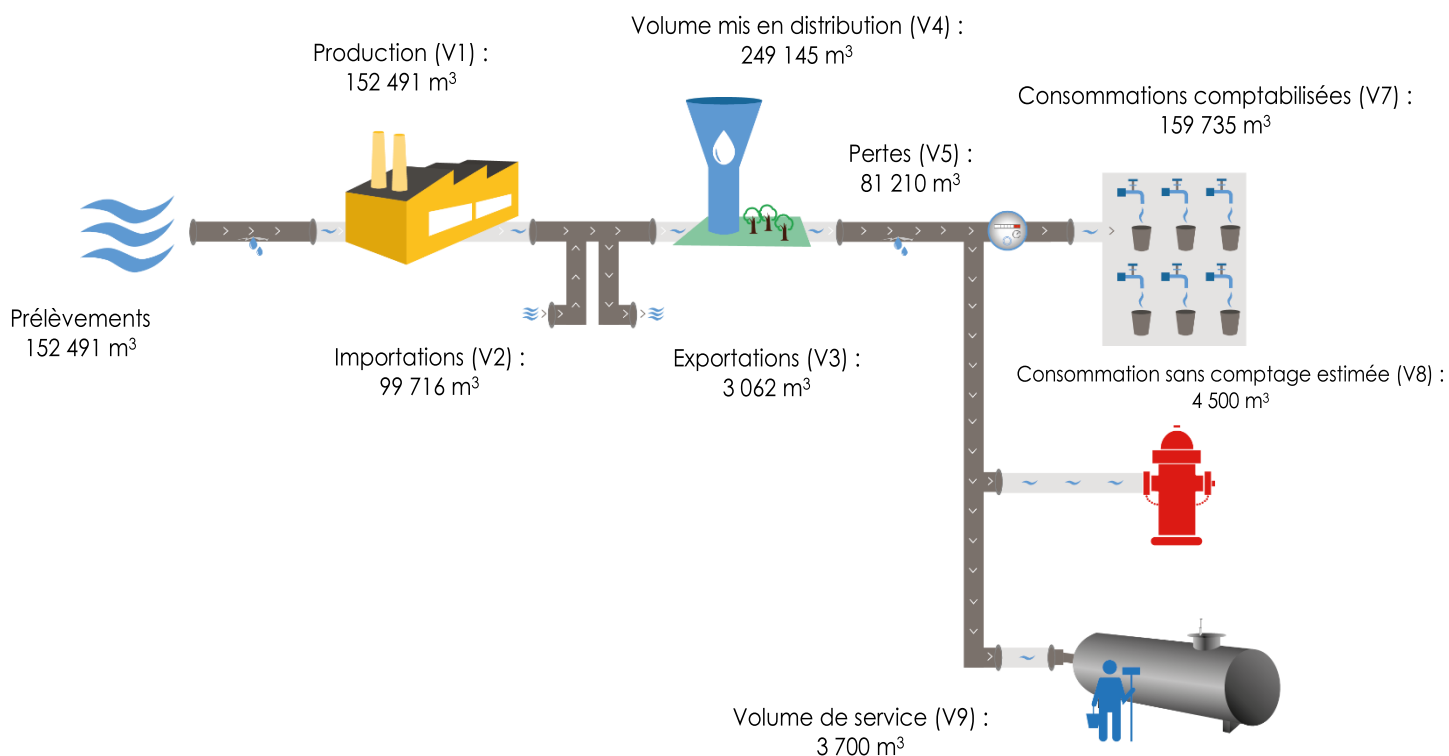 Volume mis en distribution (V4) :
249 145 m³
Production (V1) :
152 491 m³
Consommations comptabilisées (V7) :
159 735 m³
Pertes (V5) :
81 210 m³
Prélèvements
152 491 m³
Importations (V2) :
99 716 m³
Exportations (V3) :
3 062 m³
Consommation sans comptage estimée (V8) :
4 500 m³
Volume de service (V9) :
3 700 m³